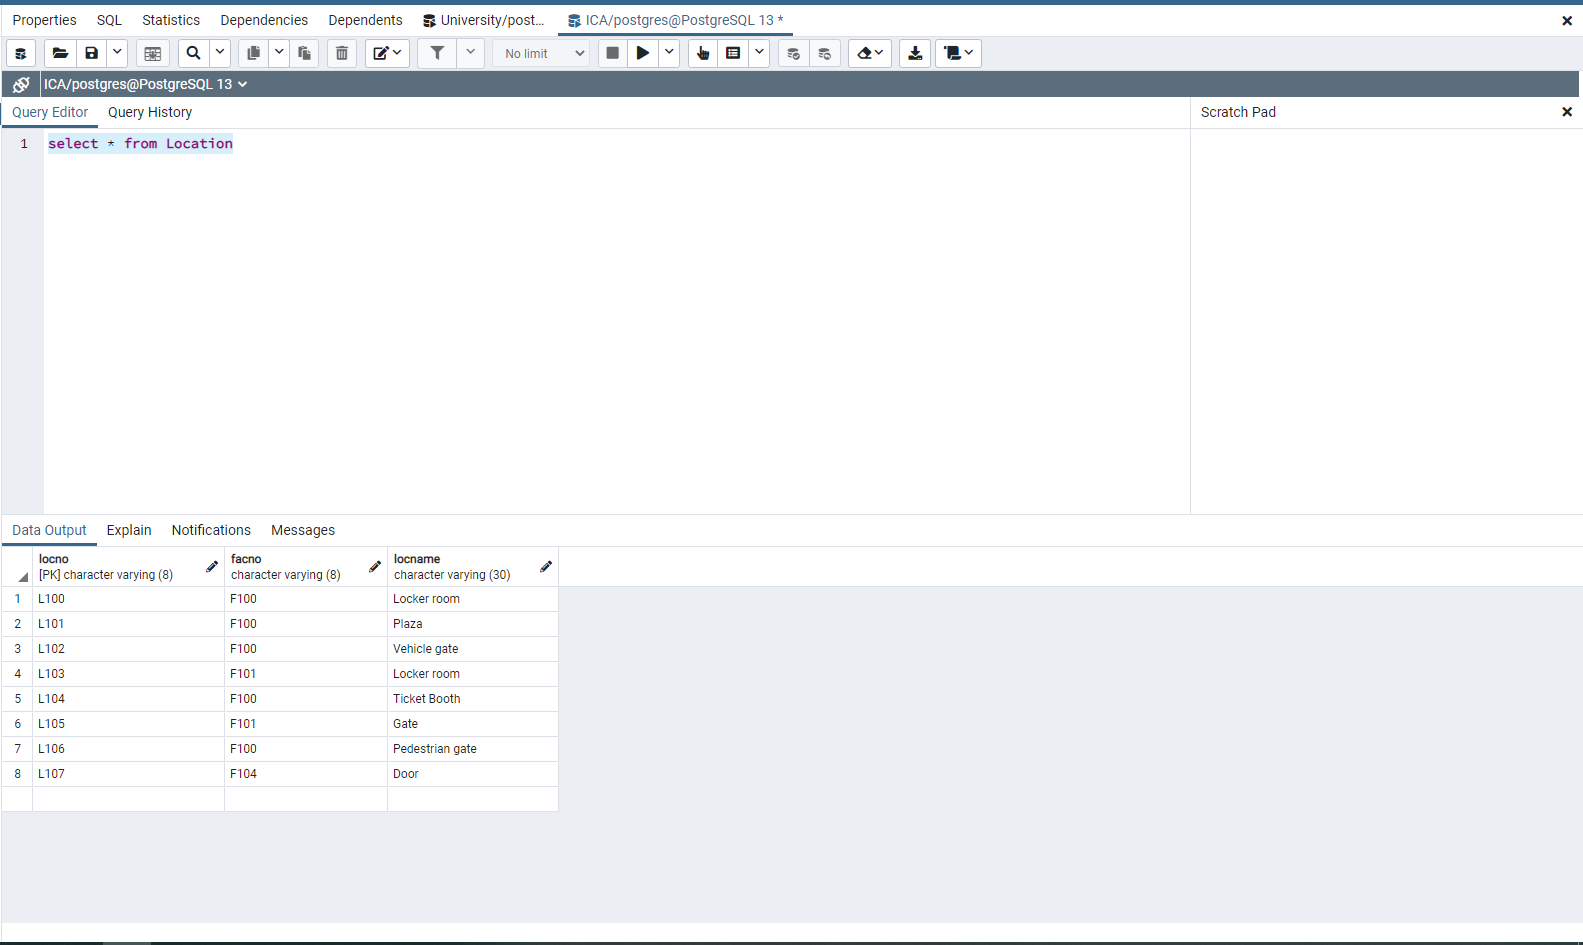 Properties SQL Statistics Dependencies Dependents University/post... ICA/postgres@PostgreSQL 13 *
No limit
ICA/postgres@PostgreSQL 13
Query Editor Query History Scratch Pad
1 select * from Location
Data Output Explain Notifications Messages
locno facno locname
[PK] character varying (8) character varying (8) character varying (30)
1 L100 F100 Locker room
2 L101 F100 Plaza
3 L102 F100 Vehicle gate
4 L103 F101 Locker room
5 L104 F100 Ticket Booth
6 L105 F101 Gate
7 L106 F100 Pedestrian gate
8 L107 F104 Door